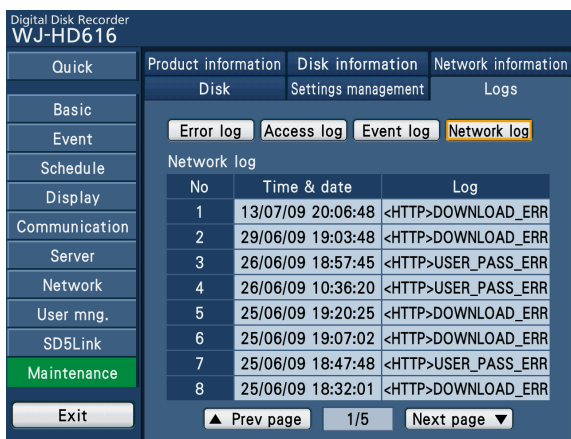 Digital Disk Recorder
WJ-HD616
Quick
Basic
Event
Schedule
Display
Communication
Server
Network
User mng.
SD5Link
Maintenance
Exit
Product information Disk information Network information
Disk Settings management Logs
Error log Access log Event log Network log
Network log
No Time & date Log
1 13/07/09 20:06:48 <HTTP>DOWNLOAD_ERR
2 29/06/09 19:03:48 <HTTP>DOWNLOAD_ERR
3 26/06/09 18:57:45 <HTTP>USER_PASS_ERR
4 26/06/09 10:36:20 <HTTP>USER_PASS_ERR
5 25/06/09 19:20:25 <HTTP>DOWNLOAD_ERR
6 25/06/09 19:07:02 <HTTP>DOWNLOAD_ERR
7 25/06/09 18:47:48 <HTTP>USER_PASS_ERR
8 25/06/09 18:32:01 <HTTP>DOWNLOAD_ERR
▲ Prev page 1/5 Next page ▼